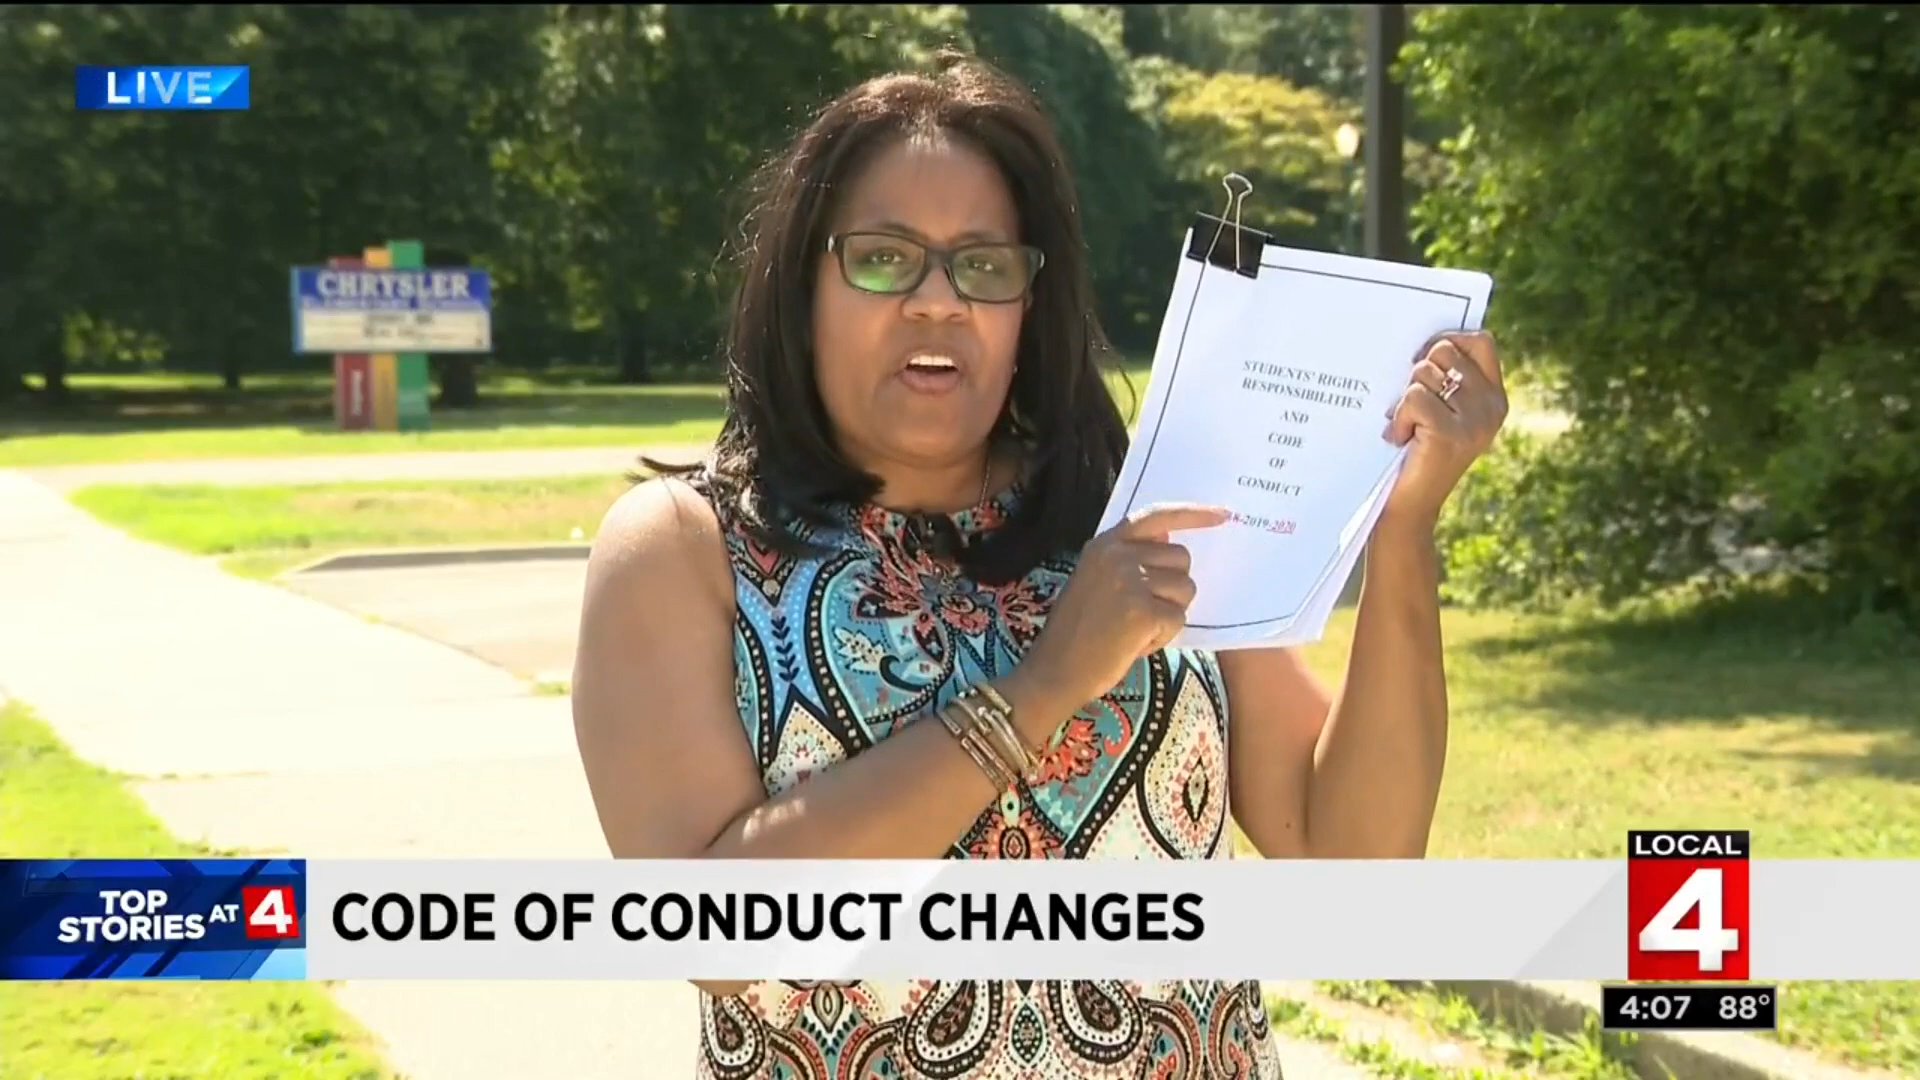 LIVE
CHRYSLER
STUDENTS' RIGHTS,
RESPONSIBILITIES
AND
CODE
OF
CONDUCT
18-2019-2020
TOP
STORIES AT 4
CODE OF CONDUCT CHANGES
LOCAL
4
4:07 88°